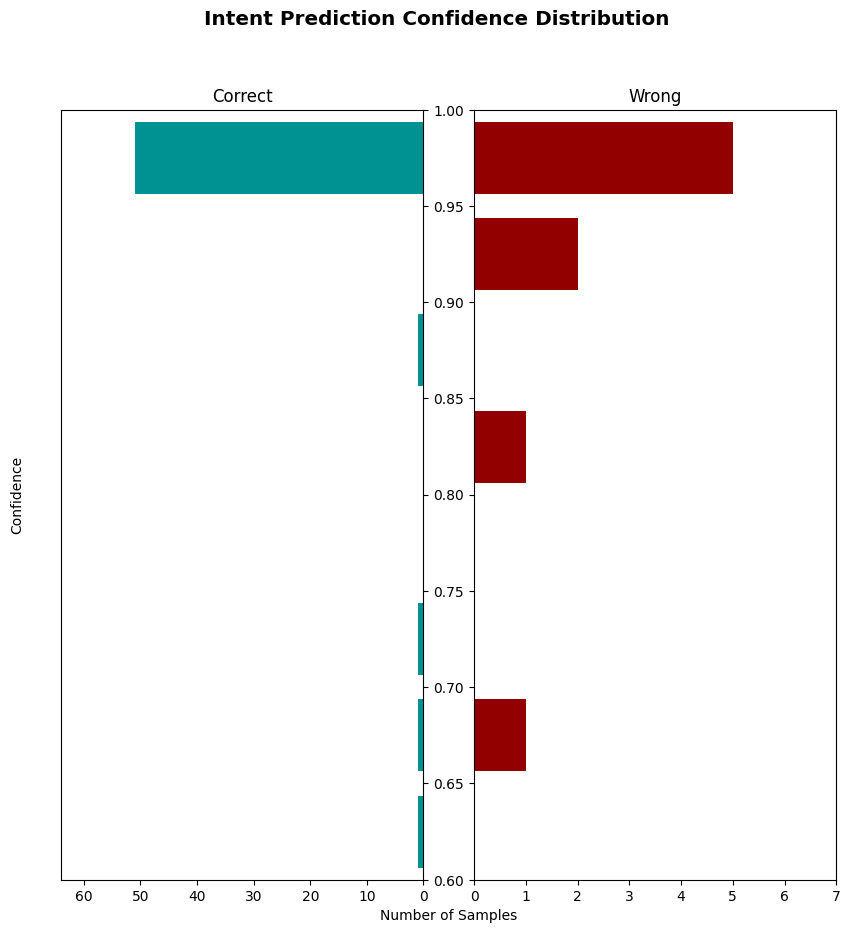 Intent Prediction Confidence Distribution
Correct
Wrong
1.00
0.95
0.90
0.85
0.80
0.75
0.70
0.65
0.60
Confidence
60 50 40 30 20 10 0
0 1 2 3 4 5 6 7
Number of Samples